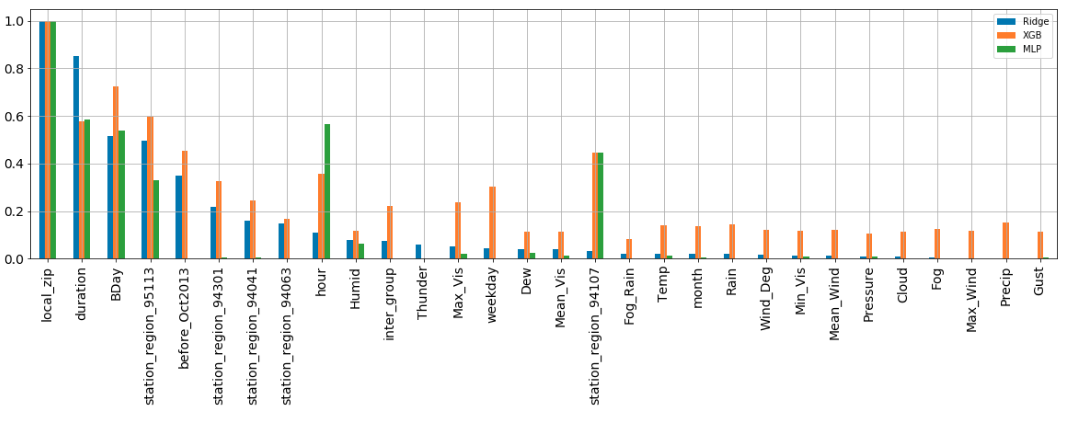 1.0
0.8
0.6
0.4
0.2
0.0
Ridge
XGB
MLP
local_zip
duration
BDay
station_region_95113
before_Oct2013
station_region_94301
station_region_94041
station_region_94063
hour
Humid
inter_group
Thunder
Max_Vis
weekday
Dew
Mean_Vis
station_region_94107
Fog_Rain
Temp
month
Rain
Wind_Deg
Min_Vis
Mean_Wind
Pressure
Cloud
Fog
Max_Wind
Precip
Gust